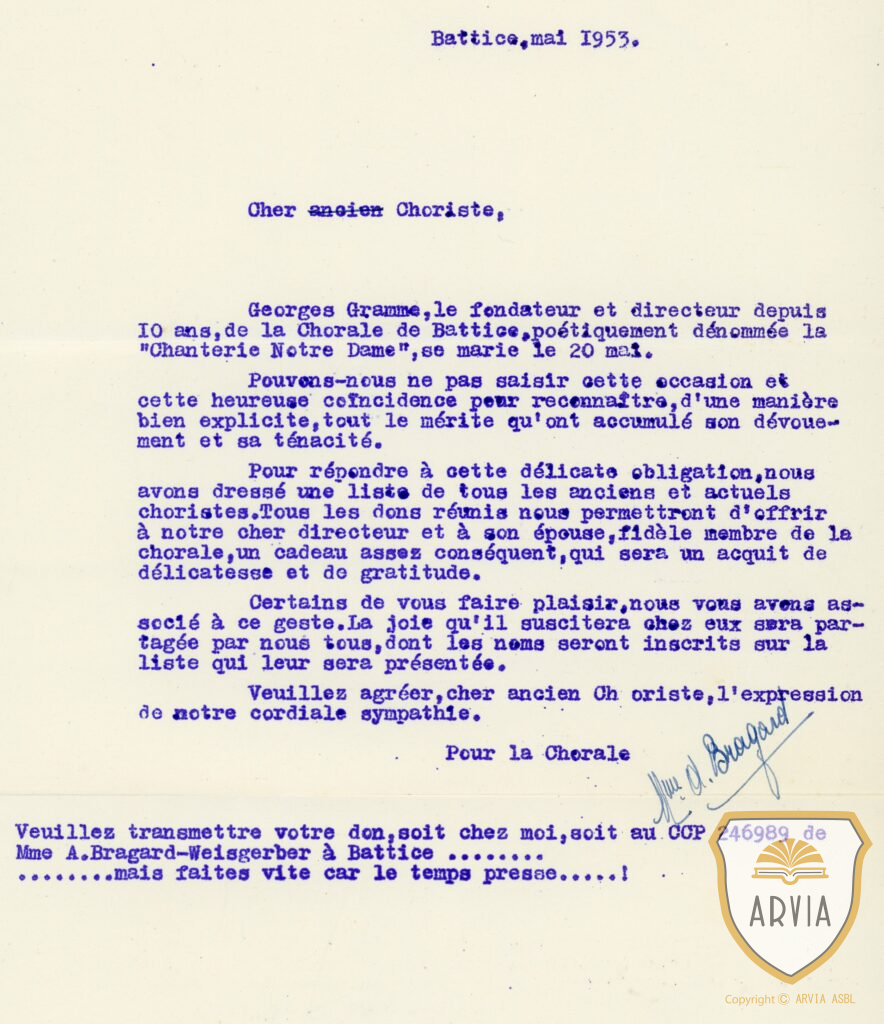 Battice,mai I953.
Cher ancien Choriste,
Georges Gramme,le fondateur et directeur depuis
IO ans,de la Chorale de Battice,poétiquement dénommée la
"Chanterie Notre Dame",se marie le 20 mai.
Pouvons-nous ne pas saisir cette occasion et
cette heureuse coïncidence pour reconnaître,d'une manière
bien explicite,tout le mérite qu'ont accumulé son dévoue-
ment et sa ténacité.
Pour répondre à cette délicate obligation,nous
avons dressé une liste de tous les anciens et actuels
choristes.Tous les dons réunis nous permettront d'offrir
à notre cher directeur et à son épouse,fidèle membre de la
chorale,un cadeau assez conséquent,qui sera un acquit de
délicatesse et de gratitude.
Certains de vous faire plaisir,nous vous avons as-
socié à ce geste.La joie qu'il suscitera chez eux sera par-
tagée par nous tous,dont les noms seront inscrits sur la
liste qui leur sera présentée.
Veuillez agréer,cher ancien Ch oriste,l'expression
de notre cordiale sympathie.
Pour la Chorale
Mme A. Bragard
Veuillez transmettre votre don,soit chez moi,soit au CCP 246989 de
Mme A.Bragard-Weisgerber à Battice ........
........mais faites vite car le temps presse.....!
ARVIA
Copyright © ARVIA ASBL